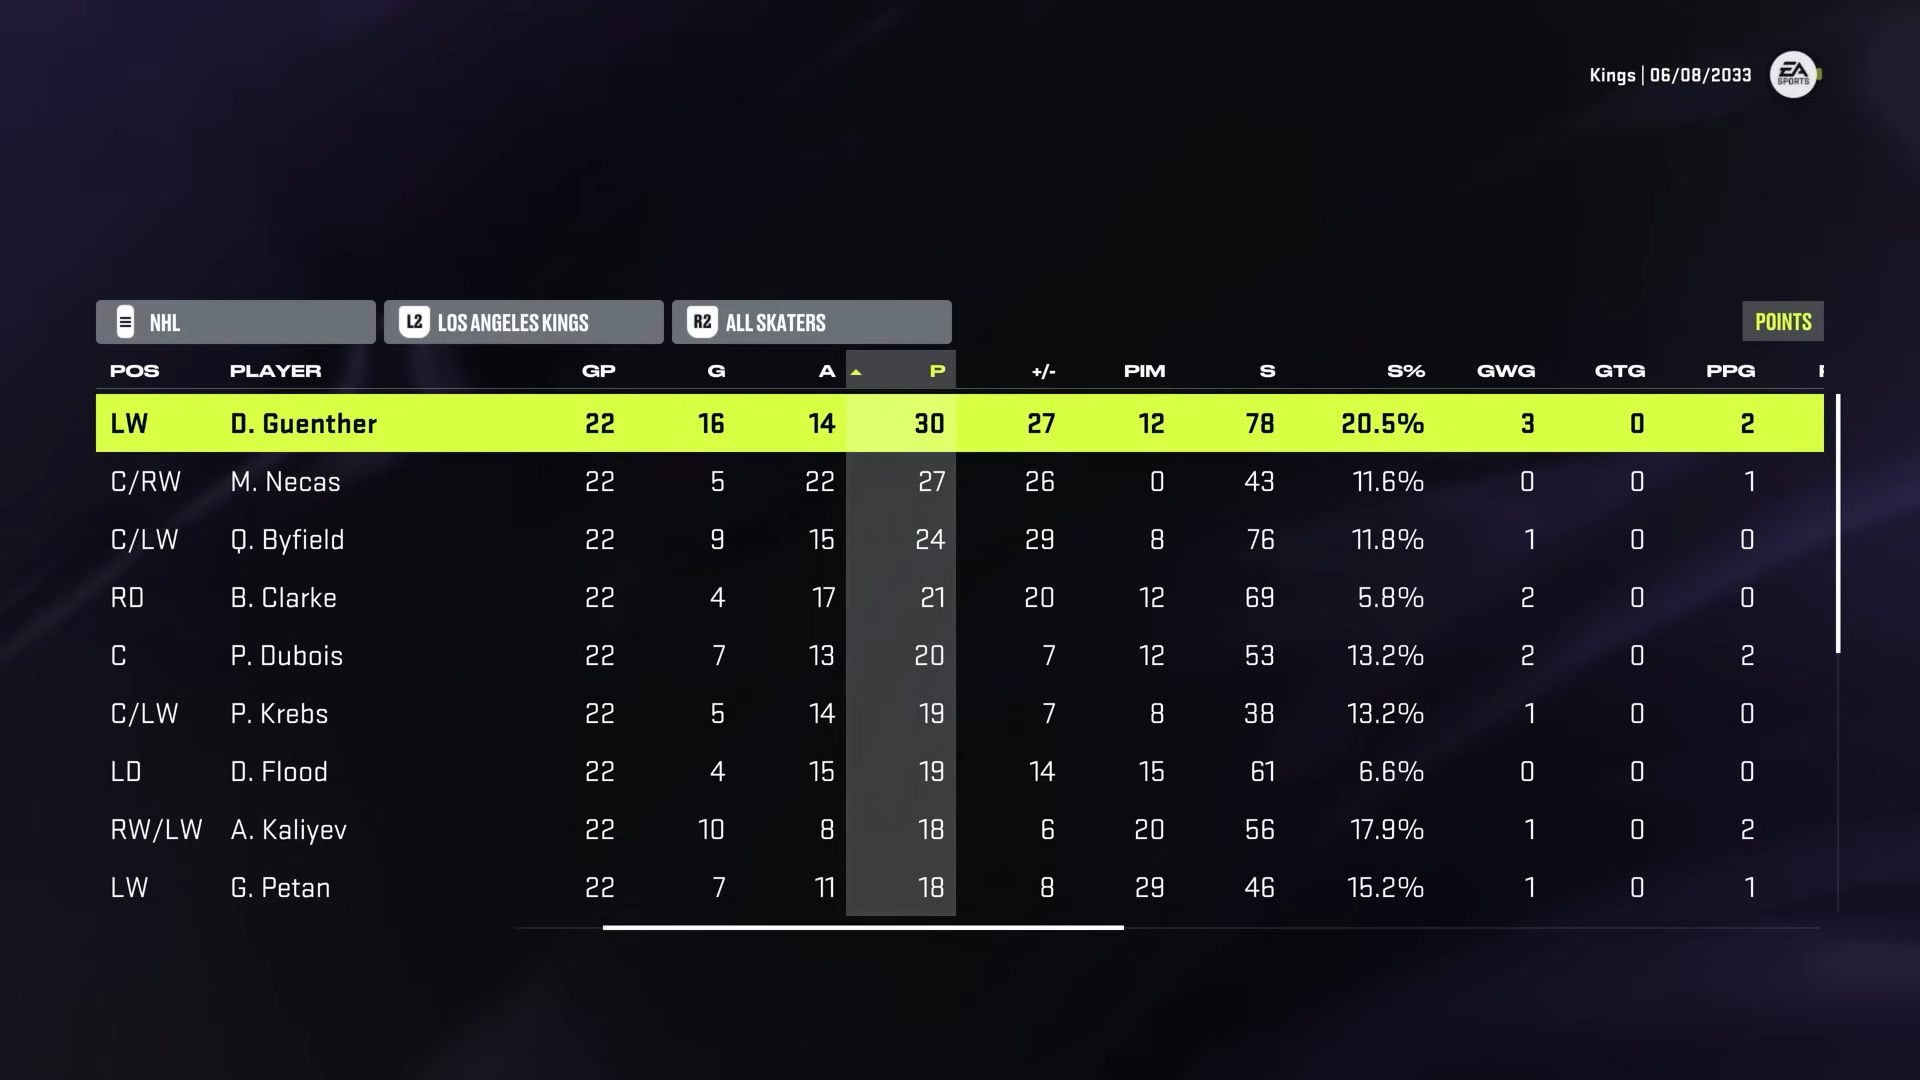 Kings | 06/08/2033
EA SPORTS
NHL L2 LOS ANGELES KINGS R2 ALL SKATERS POINTS
POS PLAYER GP G A P +/- PIM S S% GWG GTG PPG
LW D. Guenther 22 16 14 30 27 12 78 20.5% 3 0 2
C/RW M. Necas 22 5 22 27 26 0 43 11.6% 0 0 1
C/LW Q. Byfield 22 9 15 24 29 8 76 11.8% 1 0 0
RD B. Clarke 22 4 17 21 20 12 69 5.8% 2 0 0
C P. Dubois 22 7 13 20 7 12 53 13.2% 2 0 2
C/LW P. Krebs 22 5 14 19 7 8 38 13.2% 1 0 0
LD D. Flood 22 4 15 19 14 15 61 6.6% 0 0 0
RW/LW A. Kaliyev 22 10 8 18 6 20 56 17.9% 1 0 2
LW G. Petan 22 7 11 18 8 29 46 15.2% 1 0 1